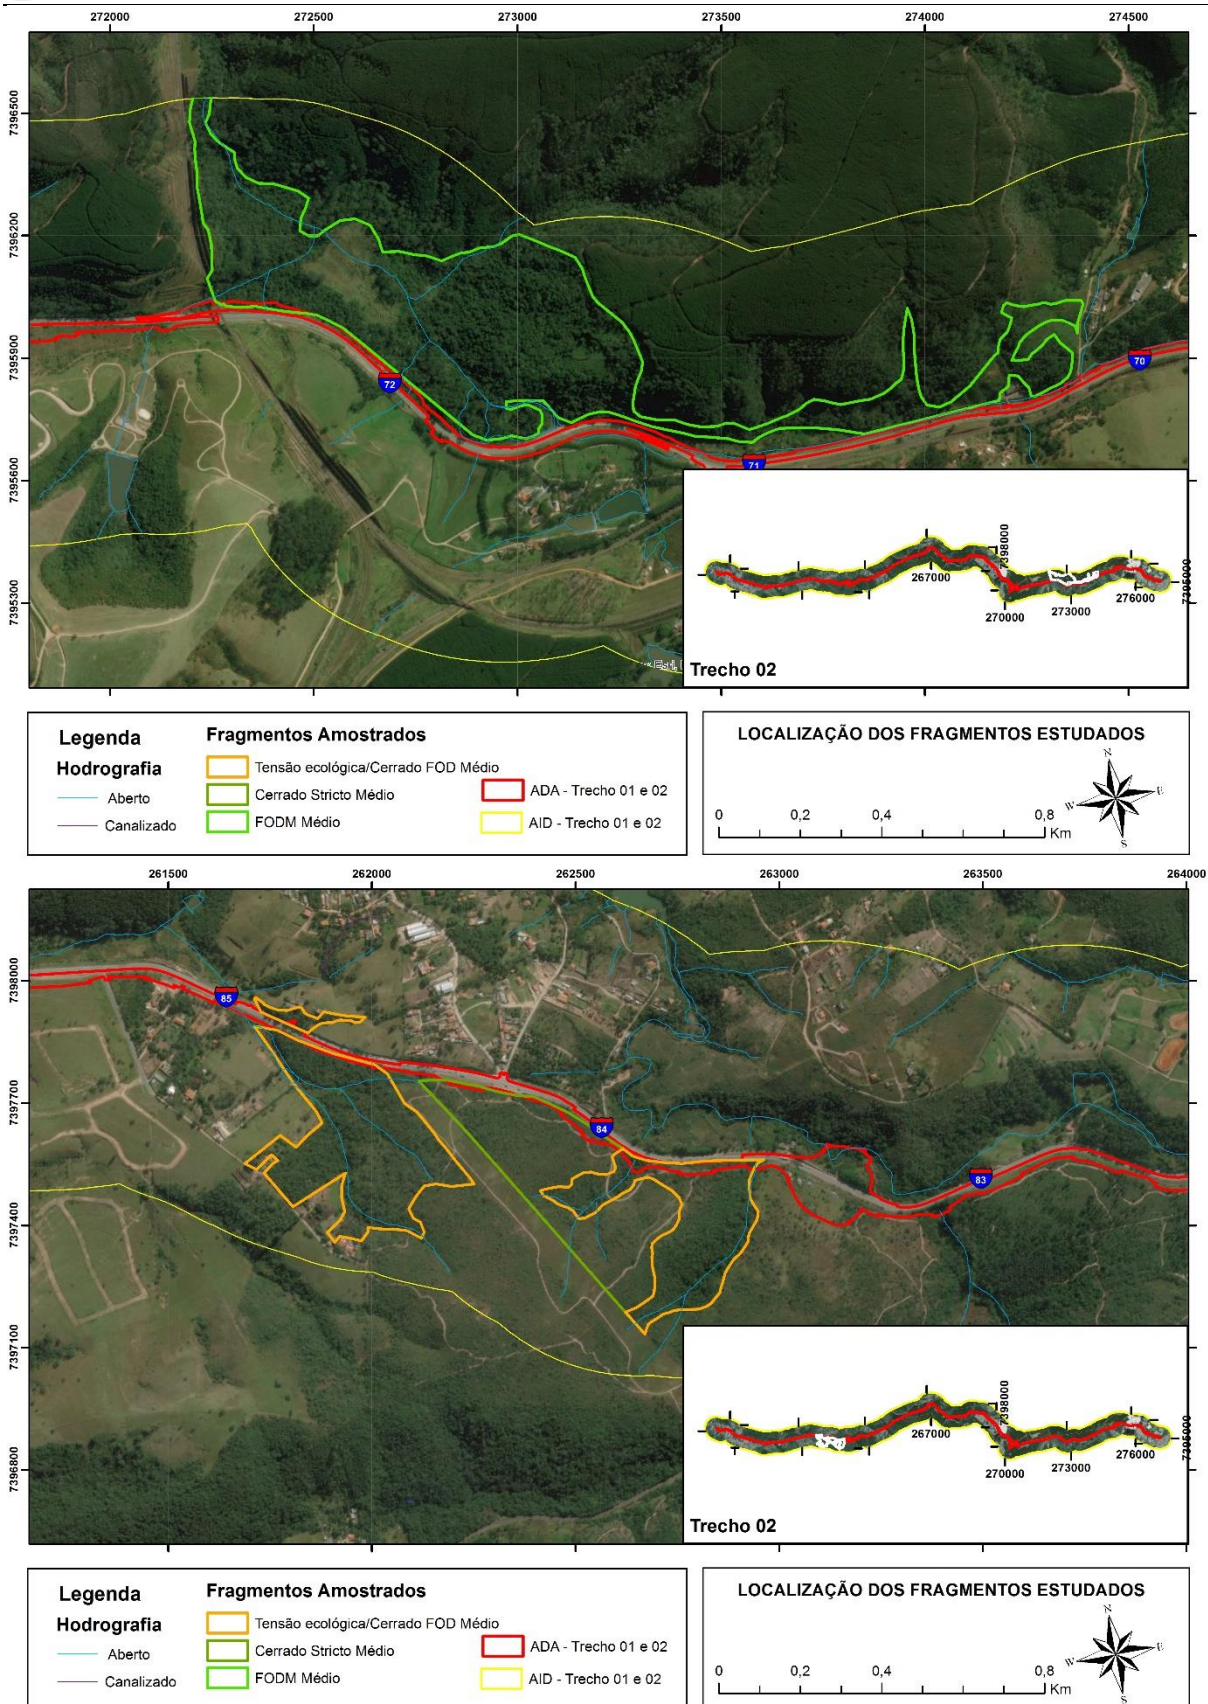 272000 272500 273000 273500 274000 274500
7396500
7396200
7395900
7395600
7395300
72
71
70
Esri,
7398000
267000
270000
273000
276000
7395000
Trecho 02
Legenda
Hodrografia
Aberto
Canalizado
Fragmentos Amostrados
Tensão ecológica/Cerrado FOD Médio
Cerrado Stricto Médio
FODM Médio
ADA - Trecho 01 e 02
AID - Trecho 01 e 02
LOCALIZAÇÃO DOS FRAGMENTOS ESTUDADOS
N
W E
S
0 0,2 0,4 0,8
Km
261500 262000 262500 263000 263500 264000
7398000
7397700
7397400
7397100
7396800
85
84
83
7398000
267000
270000
273000
276000
7395000
Trecho 02
Legenda
Hodrografia
Aberto
Canalizado
Fragmentos Amostrados
Tensão ecológica/Cerrado FOD Médio
Cerrado Stricto Médio
FODM Médio
ADA - Trecho 01 e 02
AID - Trecho 01 e 02
LOCALIZAÇÃO DOS FRAGMENTOS ESTUDADOS
N
W E
S
0 0,2 0,4 0,8
Km